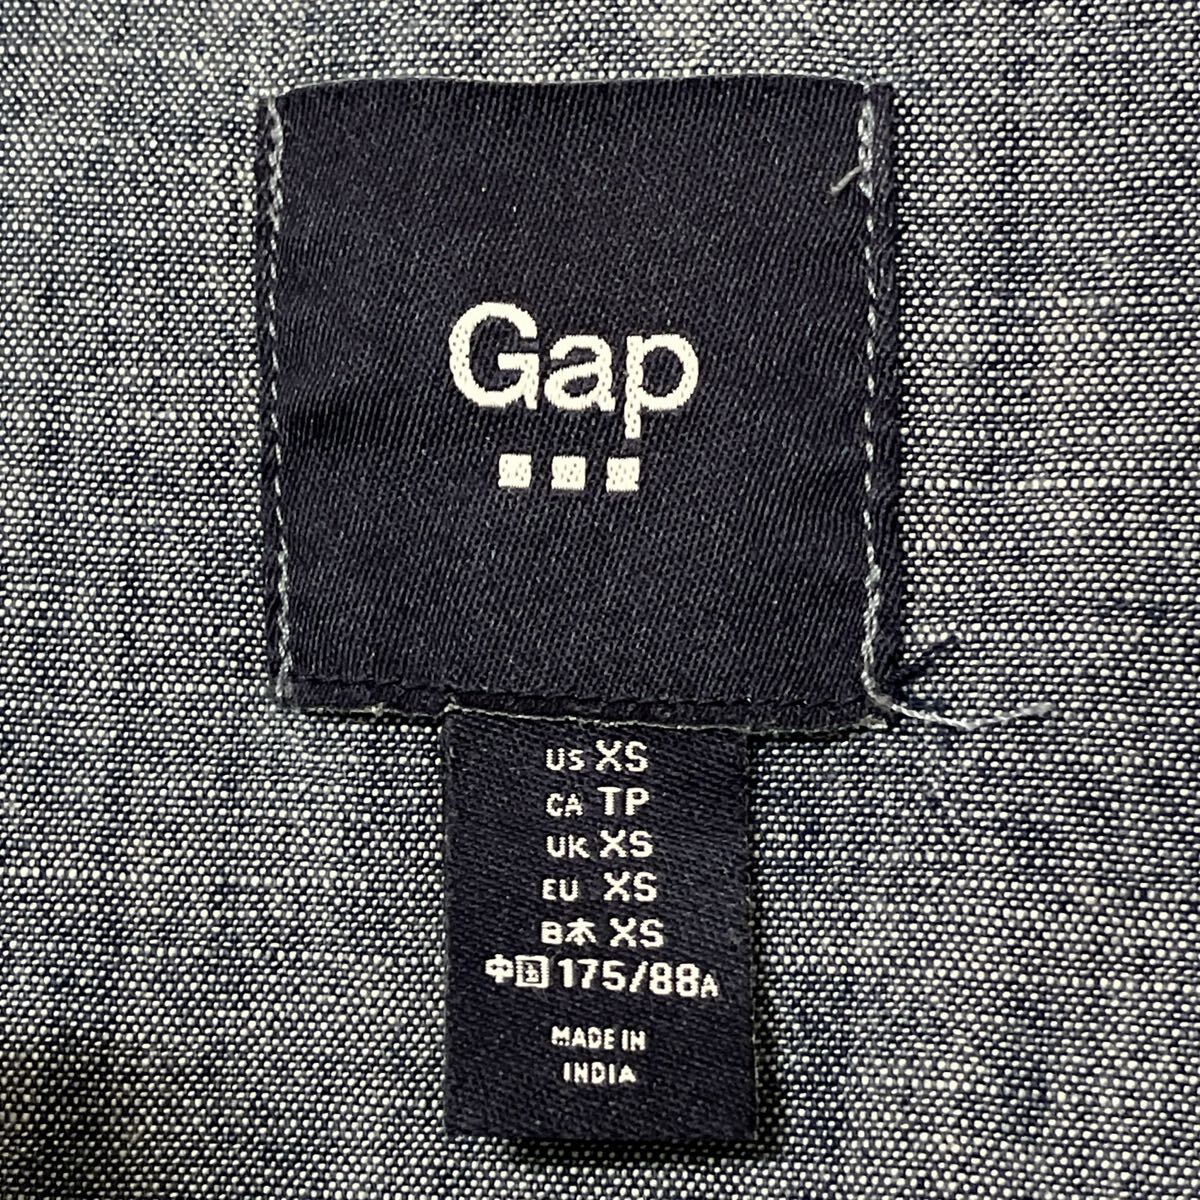 Gap
US XS
CA TP
UK XS
EU XS
日本 XS
中国 175/88A
MADE IN
INDIA